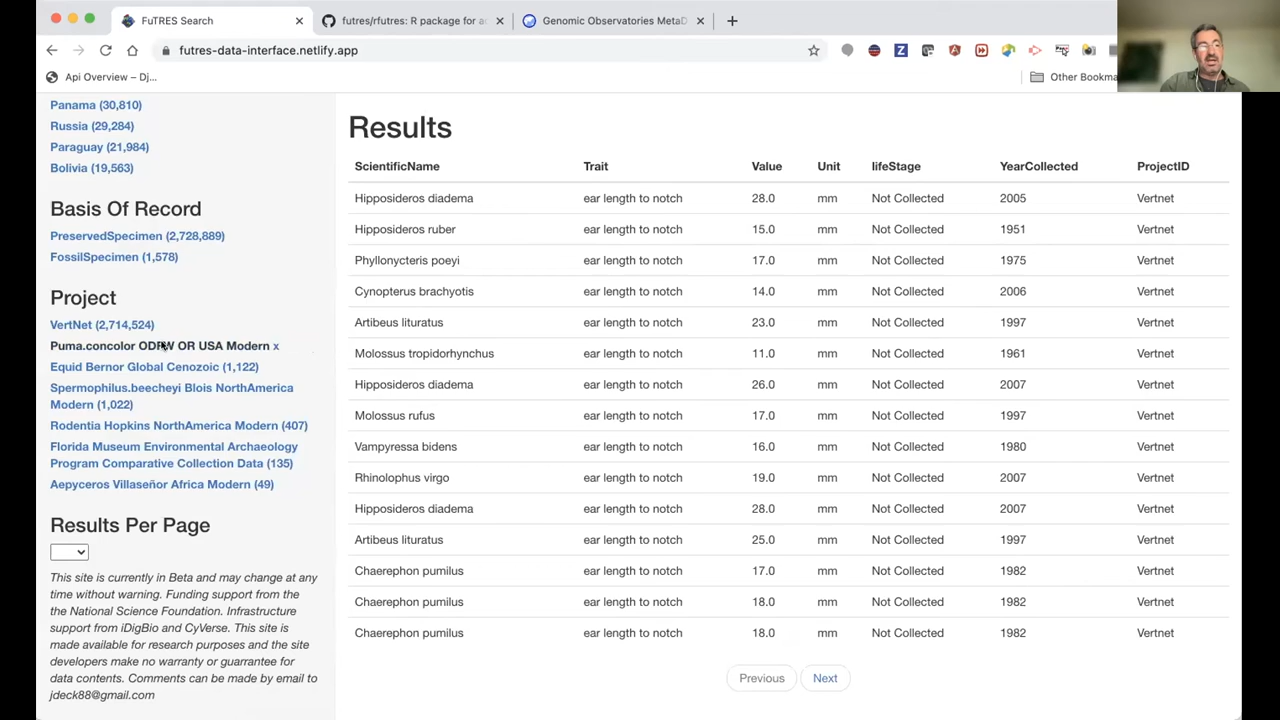 FuTRES Search
futres/rfutres: R package for a
Genomic Observatories MetaD
futres-data-interface.netlify.app
Api Overview – Dj...
Other Bookma
Panama (30,810)
Russia (29,284)
Paraguay (21,984)
Bolivia (19,563)
Basis Of Record
PreservedSpecimen (2,728,889)
FossilSpecimen (1,578)
Project
VertNet (2,714,524)
Puma.concolor ODFW OR USA Modern x
Equid Bernor Global Cenozoic (1,122)
Spermophilus.beecheyi Blois NorthAmerica
Modern (1,022)
Rodentia Hopkins NorthAmerica Modern (407)
Florida Museum Environmental Archaeology
Program Comparative Collection Data (135)
Aepyceros Villaseñor Africa Modern (49)
Results Per Page
This site is currently in Beta and may change at any
time without warning. Funding support from the
the National Science Foundation. Infrastructure
support from iDigBio and CyVerse. This site is
made available for research purposes and the site
developers make no warranty or guarrantee for
data contents. Comments can be made by email to
jdeck88@gmail.com
Results
ScientificName Trait Value Unit lifeStage YearCollected ProjectID
Hipposideros diadema ear length to notch 28.0 mm Not Collected 2005 Vertnet
Hipposideros ruber ear length to notch 15.0 mm Not Collected 1951 Vertnet
Phyllonycteris poeyi ear length to notch 17.0 mm Not Collected 1975 Vertnet
Cynopterus brachyotis ear length to notch 14.0 mm Not Collected 2006 Vertnet
Artibeus lituratus ear length to notch 23.0 mm Not Collected 1997 Vertnet
Molossus tropidorhynchus ear length to notch 11.0 mm Not Collected 1961 Vertnet
Hipposideros diadema ear length to notch 26.0 mm Not Collected 2007 Vertnet
Molossus rufus ear length to notch 17.0 mm Not Collected 1997 Vertnet
Vampyressa bidens ear length to notch 16.0 mm Not Collected 1980 Vertnet
Rhinolophus virgo ear length to notch 19.0 mm Not Collected 2007 Vertnet
Hipposideros diadema ear length to notch 28.0 mm Not Collected 2007 Vertnet
Artibeus lituratus ear length to notch 25.0 mm Not Collected 1997 Vertnet
Chaerephon pumilus ear length to notch 17.0 mm Not Collected 1982 Vertnet
Chaerephon pumilus ear length to notch 18.0 mm Not Collected 1982 Vertnet
Chaerephon pumilus ear length to notch 18.0 mm Not Collected 1982 Vertnet
Previous Next